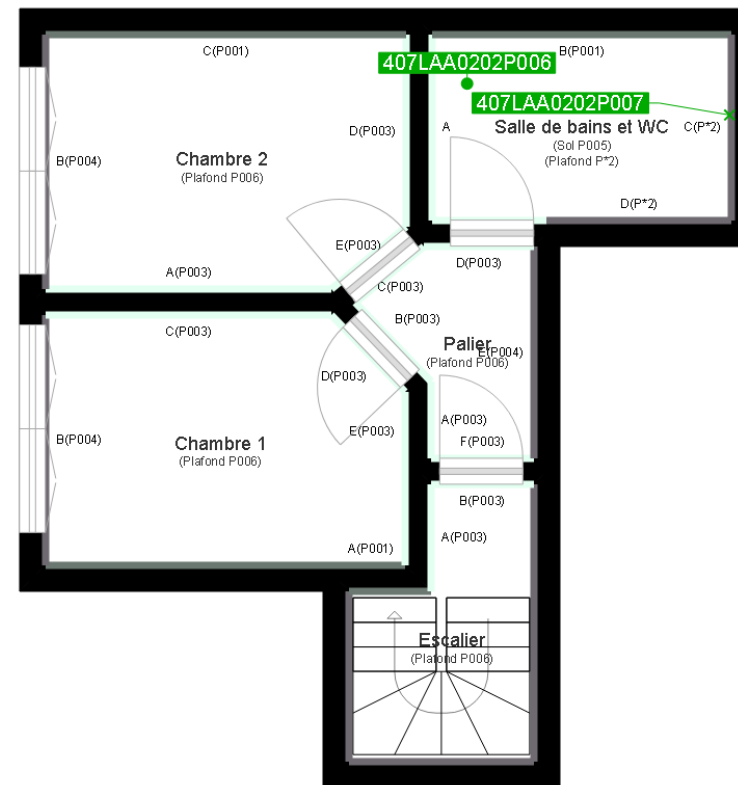 C(P001)
B(P001)
407LAA0202P006
407LAA0202P007
D(P003)
A
Salle de bains et WC
C(P*2)
(Sol P005)
(Plafond P*2)
B(P004)
Chambre 2
(Plafond P006)
D(P*2)
E(P003)
A(P003)
D(P003)
C(P003)
B(P003)
C(P003)
Palier
E(P004)
(Plafond P006)
D(P003)
A(P003)
E(P003)
B(P004)
Chambre 1
(Plafond P006)
F(P003)
B(P003)
A(P003)
A(P001)
Escalier
(Plafond P006)